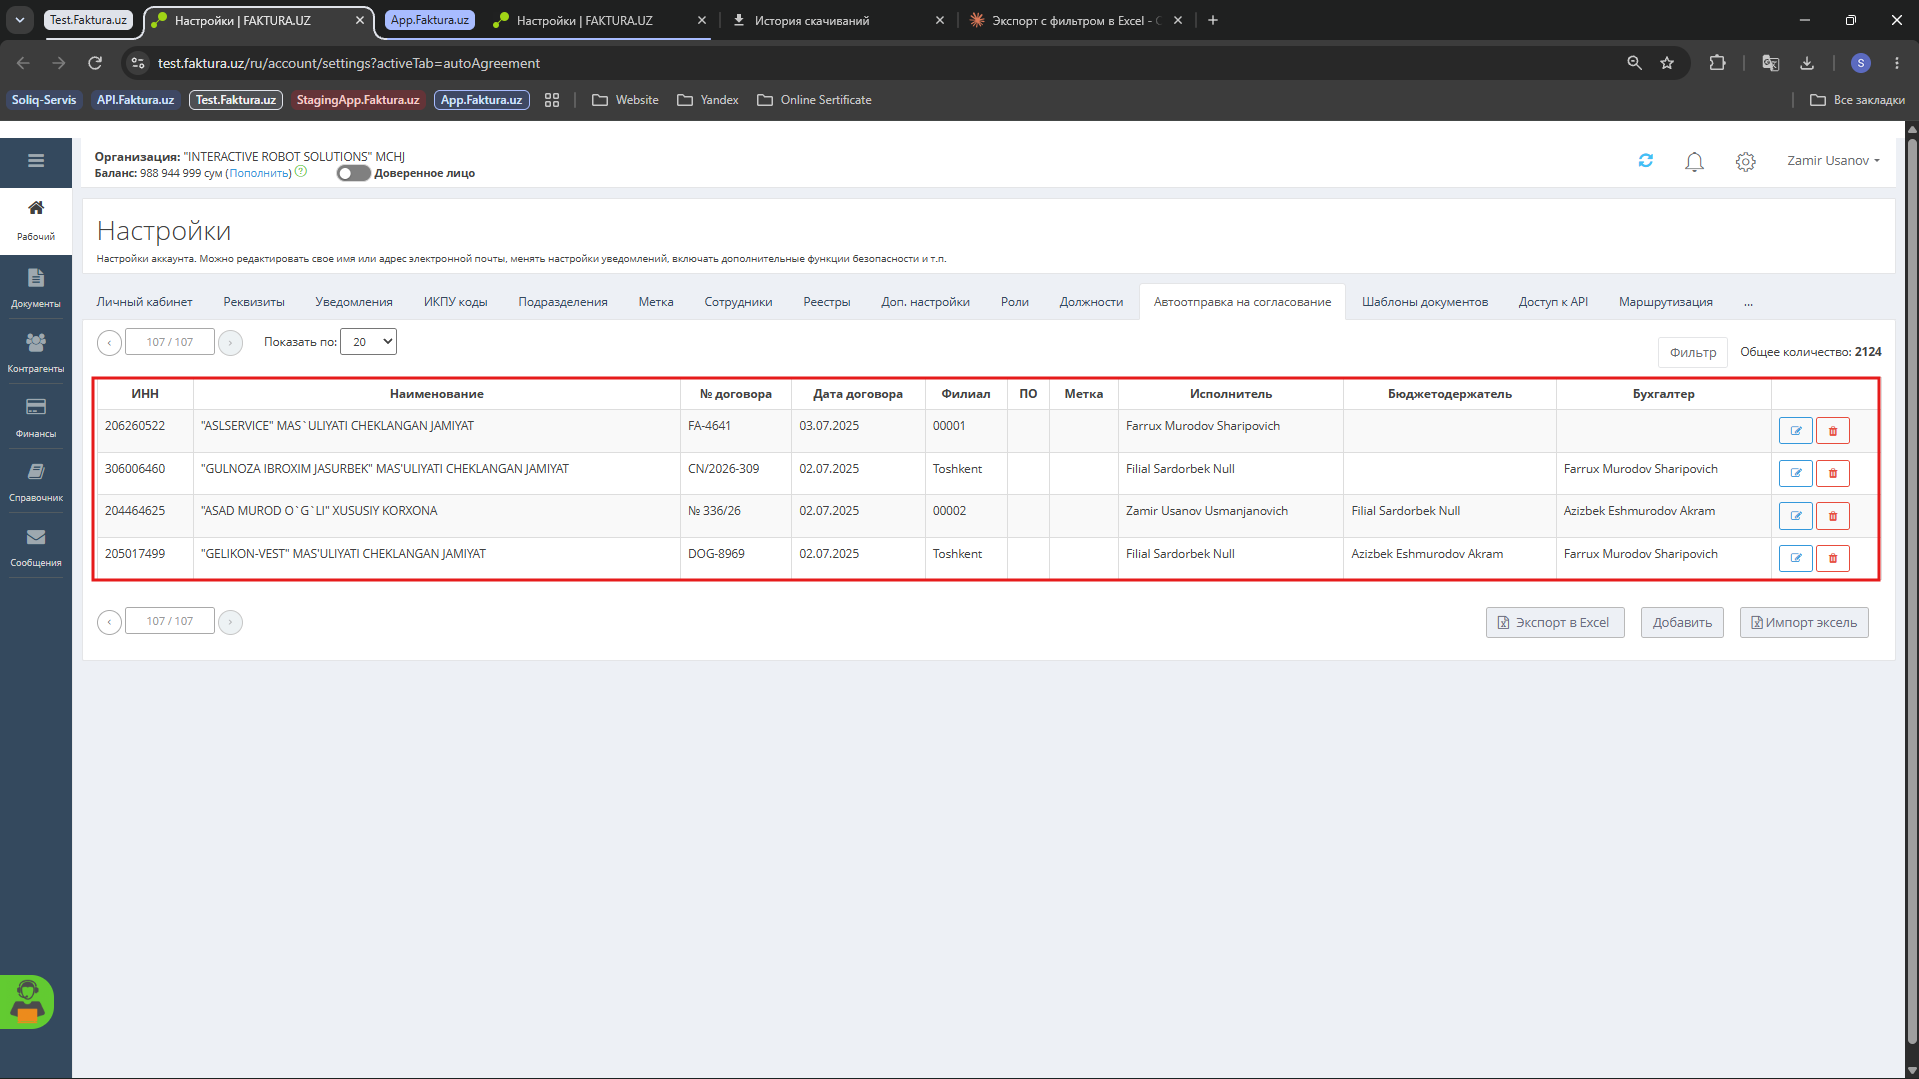 Test.Faktura.uz
Настройки | FAKTURA.UZ
App.Faktura.uz
Настройки | FAKTURA.UZ
История скачиваний
Экспорт с фильтром в Excel -
test.faktura.uz/ru/account/settings?activeTab=autoAgreement
S
Soliq-Servis
API.Faktura.uz
Test.Faktura.uz
StagingApp.Faktura.uz
App.Faktura.uz
Website
Yandex
Online Sertificate
Все закладки
Организация: "INTERACTIVE ROBOT SOLUTIONS" MCHJ
Баланс: 988 944 999 сум (Пополнить) ?
Доверенное лицо
Zamir Usanov
Рабочий
Документы
Контрагенты
Финансы
Справочник
Сообщения
Настройки
Настройки аккаунта. Можно редактировать свое имя или адрес электронной почты, менять настройки уведомлений, включать дополнительные функции безопасности и т.п.
Личный кабинет
Реквизиты
Уведомления
ИКПУ коды
Подразделения
Метка
Сотрудники
Реестры
Доп. настройки
Роли
Должности
Автоотправка на согласование
Шаблоны документов
Доступ к API
Маршрутизация
...
107 / 107
Показать по: 20
Фильтр
Общее количество: 2124
ИНН Наименование № договора Дата договора Филиал ПО Метка Исполнитель Бюджетодержатель Бухгалтер
206260522 "ASLSERVICE" MAS`ULIYATI CHEKLANGAN JAMIYAT FA-4641 03.07.2025 00001 Farrux Murodov Sharipovich
306006460 "GULNOZA IBROXIM JASURBEK" MAS'ULIYATI CHEKLANGAN JAMIYAT CN/2026-309 02.07.2025 Toshkent Filial Sardorbek Null Farrux Murodov Sharipovich
204464625 "ASAD MUROD O`G`LI" XUSUSIY KORXONA № 336/26 02.07.2025 00002 Zamir Usanov Usmanjanovich Filial Sardorbek Null Azizbek Eshmurodov Akram
205017499 "GELIKON-VEST" MAS'ULIYATI CHEKLANGAN JAMIYAT DOG-8969 02.07.2025 Toshkent Filial Sardorbek Null Azizbek Eshmurodov Akram Farrux Murodov Sharipovich
107 / 107
Экспорт в Excel
Добавить
Импорт эксель